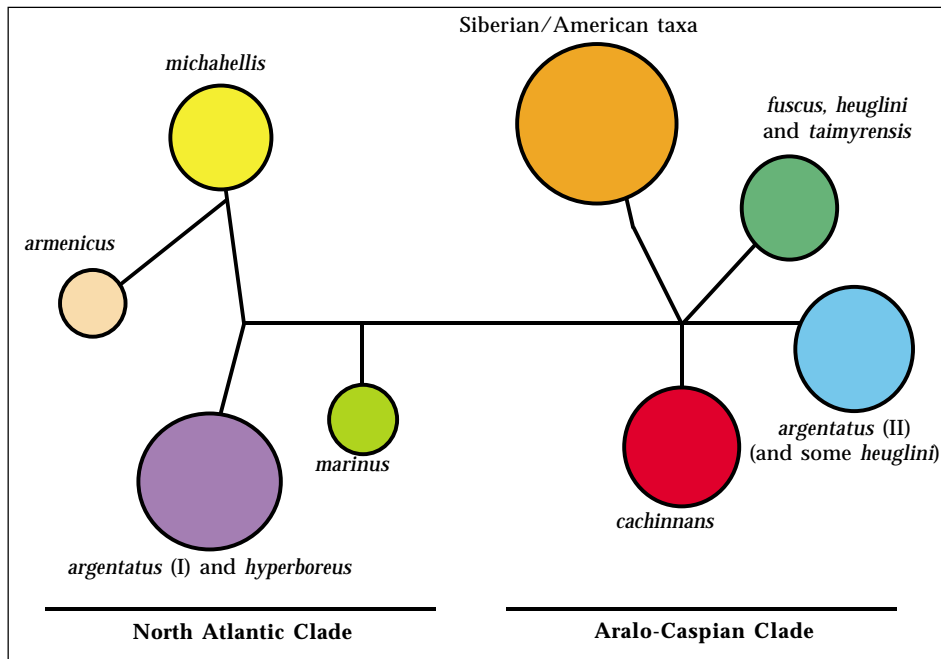 Siberian/American taxa
michahellis
fuscus, heuglini
and taimyrensis
armenicus
marinus
argentatus (II)
(and some heuglini)
cachinnans
argentatus (I) and hyperboreus
North Atlantic Clade
Aralo-Caspian Clade